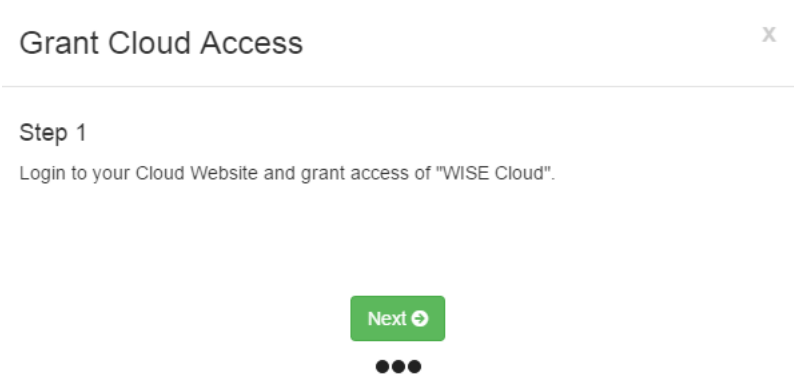 Grant Cloud Access
x
Step 1
Login to your Cloud Website and grant access of "WISE Cloud".
Next